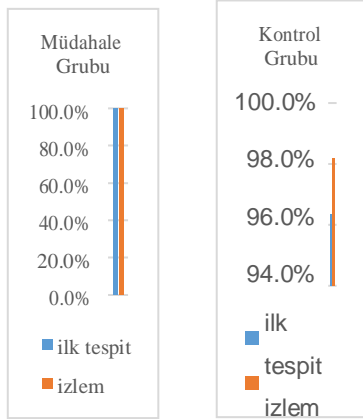 Müdahale
Grubu
100.0%
80.0%
60.0%
40.0%
20.0%
0.0%
ilk tespit
izlem
Kontrol
Grubu
100.0%
98.0%
96.0%
94.0%
ilk
tespit
izlem